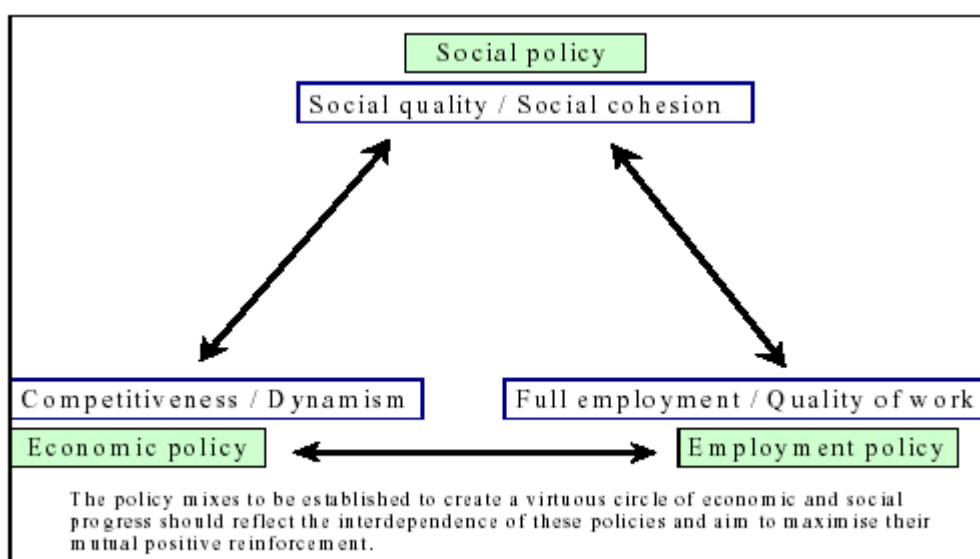 Social policy
Social quality / Social cohesion
Competitiveness / Dynamism
Full employment / Quality of work
Economic policy
Employment policy
The policy mixes to be established to create a virtuous circle of economic and social
progress should reflect the interdependence of these policies and aim to maximise their
mutual positive reinforcement.